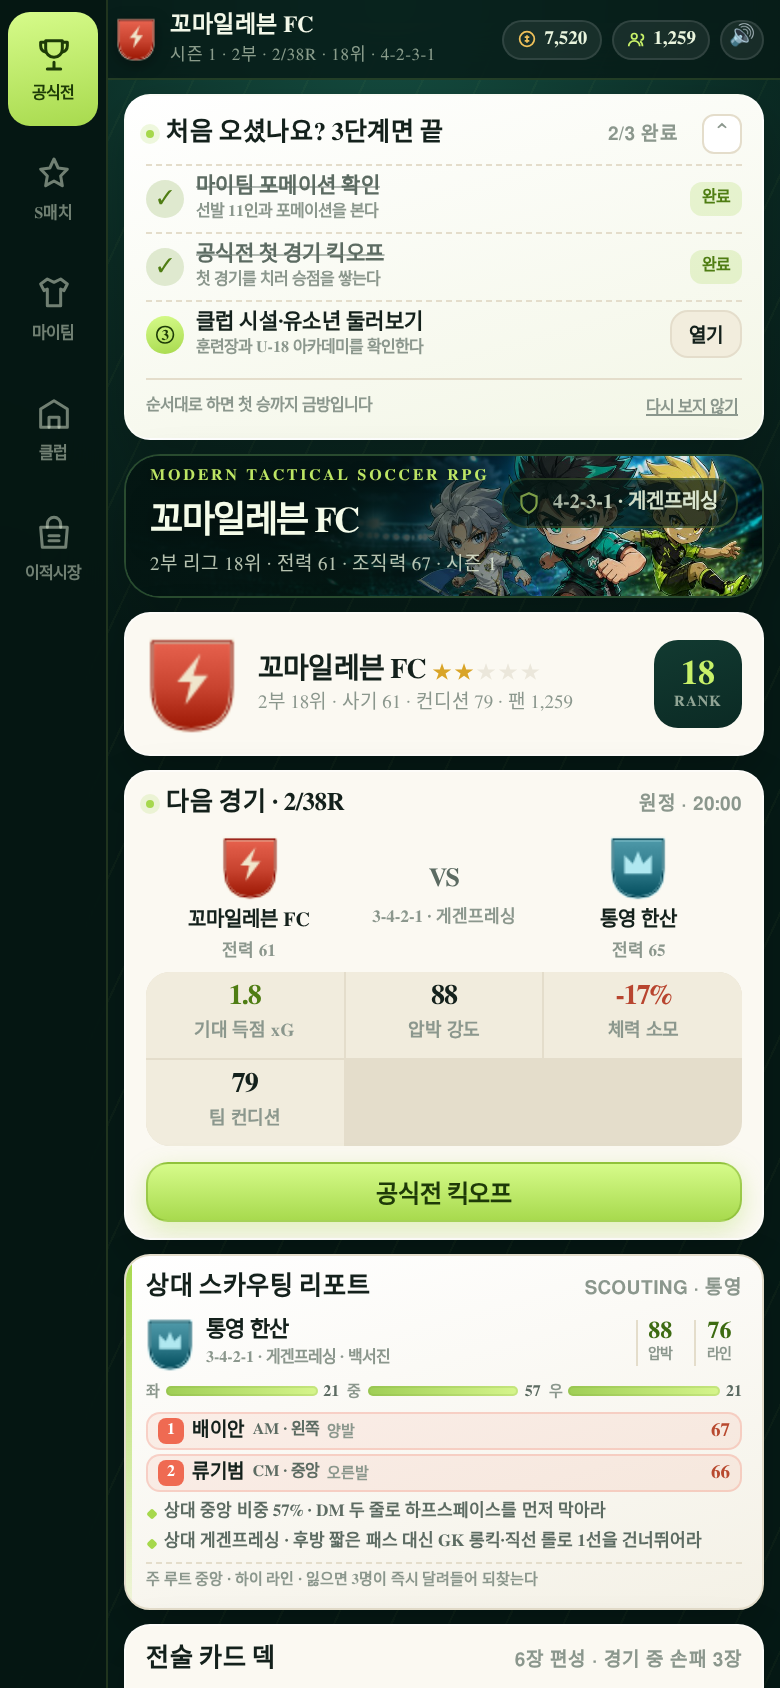 꼬마일레븐 FC
시즌 1 · 2부 · 2/38R · 18위 · 4-2-3-1
7,520
1,259
공식전
S매치
마이팀
클럽
이적시장
처음 오셨나요? 3단계면 끝
2/3 완료
마이팀 포메이션 확인
선발 11인과 포메이션을 본다
완료
공식전 첫 경기 킥오프
첫 경기를 치러 승점을 쌓는다
완료
③
클럽 시설·유소년 둘러보기
훈련장과 U-18 아카데미를 확인한다
열기
순서대로 하면 첫 승까지 금방입니다
다시 보지 않기
MODERN TACTICAL SOCCER RPG
꼬마일레븐 FC
4-2-3-1 · 게겐프레싱
2부 리그 18위 · 전력 61 · 조직력 67 · 시즌 1
꼬마일레븐 FC ★★★★★
2부 18위 · 사기 61 · 컨디션 79 · 팬 1,259
18
RANK
다음 경기 · 2/38R
원정 · 20:00
꼬마일레븐 FC
전력 61
VS
3-4-2-1 · 게겐프레싱
통영 한산
전력 65
1.8
기대 득점 xG
88
압박 강도
-17%
체력 소모
79
팀 컨디션
공식전 킥오프
상대 스카우팅 리포트
SCOUTING · 통영
통영 한산
3-4-2-1 · 게겐프레싱 · 백서진
88
압박
76
라인
좌 21 중 57 우 21
1 배이안 AM · 왼쪽 양발 67
2 류기범 CM · 중앙 오른발 66
상대 중앙 비중 57% · DM 두 줄로 하프스페이스를 먼저 막아라
상대 게겐프레싱 · 후방 짧은 패스 대신 GK 롱킥·직선 롤로 1선을 건너뛰어라
주 루트 중앙 · 하이 라인 · 잃으면 3명이 즉시 달려들어 되찾는다
전술 카드 덱
6장 편성 · 경기 중 손패 3장